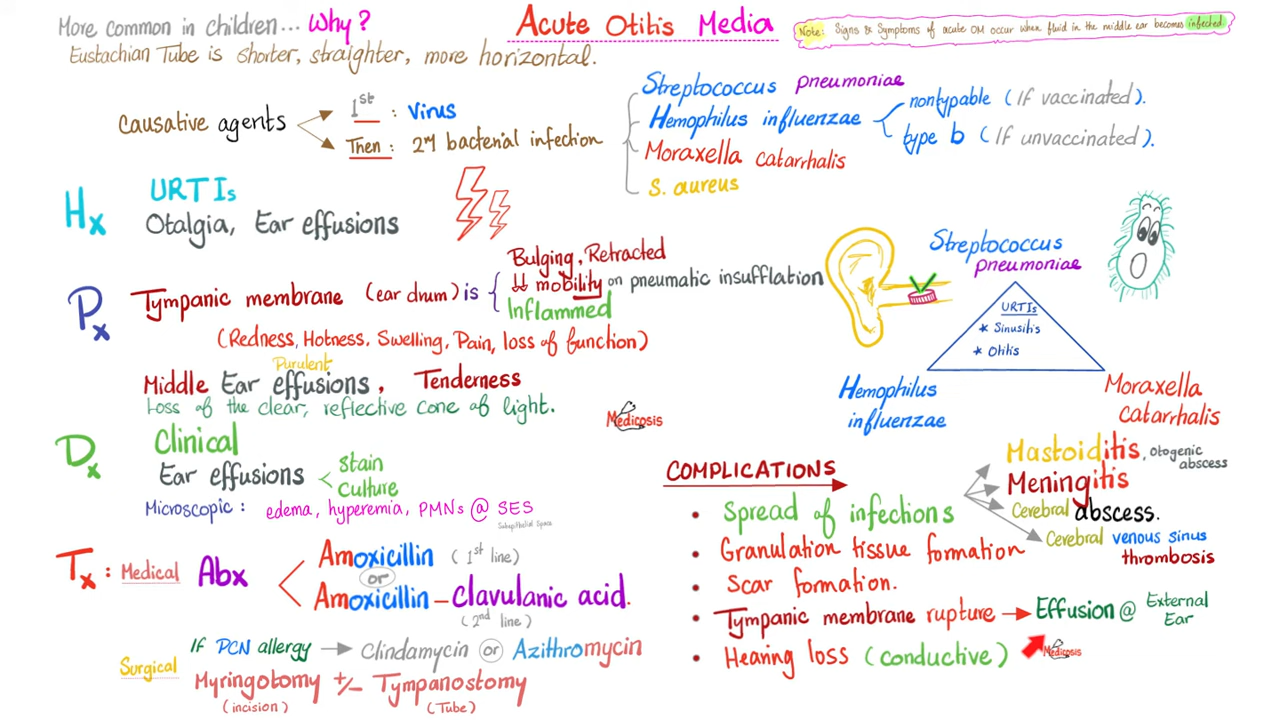 More common in children... Why?
Acute Otitis Media
Note: Signs & Symptoms of acute OM occur when fluid in the middle ear becomes infected.
Eustachian Tube is shorter, straighter, more horizontal.
Causative agents
1st : Virus
Then : 2ry bacterial infection
Streptococcus pneumoniae
Hemophilus influenzae
nontypable (If vaccinated).
type b (If unvaccinated).
Moraxella catarrhalis
S. aureus
Hx
URTIs
Otalgia, Ear effusions
Px
Tympanic membrane (ear drum) is
Bulging, Retracted
↓↓ mobility on pneumatic insufflation
Inflammed
(Redness, Hotness, Swelling, Pain, loss of function)
Purulent
Middle Ear effusions, Tenderness
Loss of the clear, reflective cone of light.
Medicosis
Streptococcus
pneumoniae
URTIs
* Sinusitis
* Otitis
Hemophilus
influenzae
Moraxella
catarrhalis
Dx
Clinical
Ear effusions
stain
culture
Microscopic : edema, hyperemia, PMNs @ SES
Subepithelial Space
Tx : Medical Abx
Amoxicillin (1st line)
or
Amoxicillin-Clavulanic acid.
(2nd line)
If PCN allergy → Clindamycin or Azithromycin
Surgical
Myringotomy +/- Tympanostomy
(incision) (Tube)
COMPLICATIONS
• Spread of infections
Mastoiditis, otogenic abscess
Meningitis
Cerebral abscess.
Cerebral venous sinus
thrombosis
• Granulation tissue formation
• Scar formation.
• Tympanic membrane rupture → Effusion @ External Ear
• Hearing loss (conductive)
Medicosis